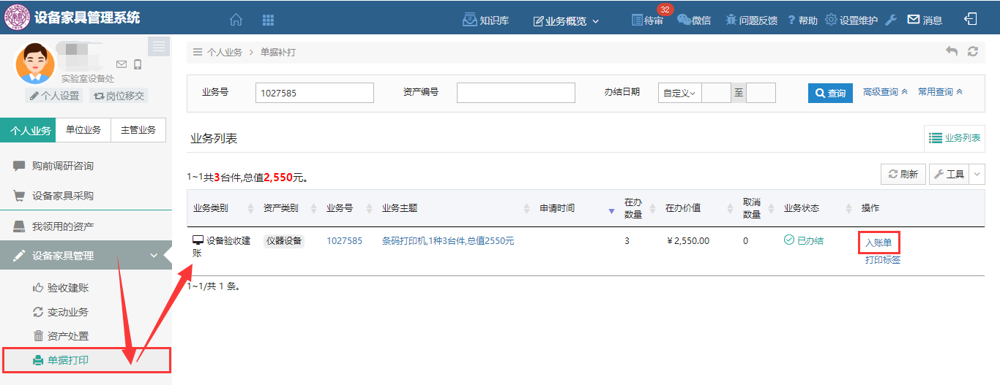 设备家具管理系统
知识库
业务概览
待审
32
微信
问题反馈
帮助
设置维护
消息
实验室设备处
个人设置
岗位移交
个人业务
单位业务
主管业务
购前调研咨询
设备家具采购
我领用的资产
设备家具管理
验收建账
变动业务
资产处置
单据打印
个人业务 > 单据补打
业务号
1027585
资产编号
办结日期
自定义
至
查询
高级查询
常用查询
业务列表
业务列表
1~1共3台件,总值2,550元。
刷新
工具
业务类别
资产类别
业务号
业务主题
申请时间
在办
数量
在办价值
取消
数量
业务状态
操作
设备验收建
账
仪器设备
1027585
条码打印机,1种3台件,总值2550元
3
￥2,550.00
0
已办结
入账单
打印标签
1~1/共 1 条。